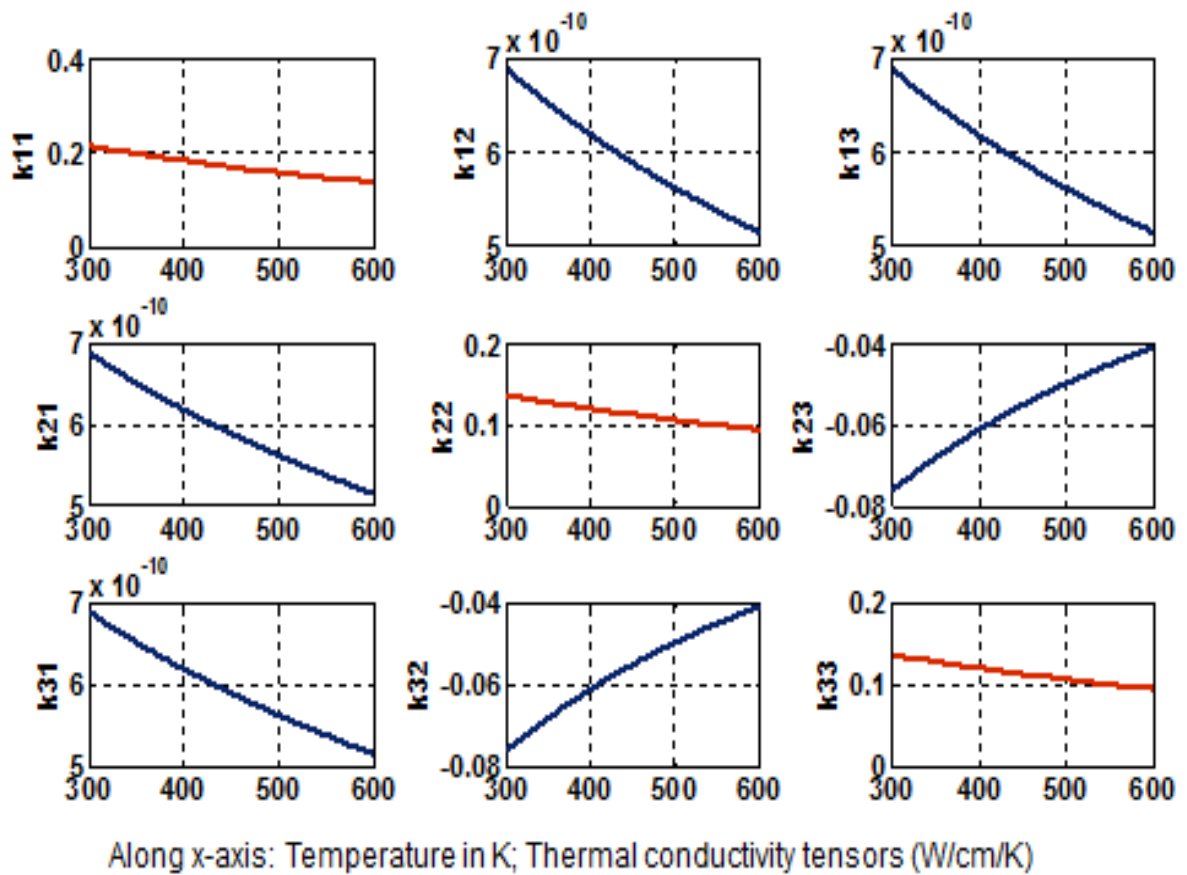 x 10^-10
x 10^-10
0.4
7
7
k11
0.2
k12
6
k13
6
0
5
5
300 400 500 600
300 400 500 600
300 400 500 600
x 10^-10
7
0.2
-0.04
k21
6
k22
0.1
k23
-0.06
5
0
-0.08
300 400 500 600
300 400 500 600
300 400 500 600
x 10^-10
7
-0.04
0.2
k31
6
k32
-0.06
k33
0.1
5
-0.08
0
300 400 500 600
300 400 500 600
300 400 500 600
Along x-axis: Temperature in K; Thermal conductivity tensors (W/cm/K)